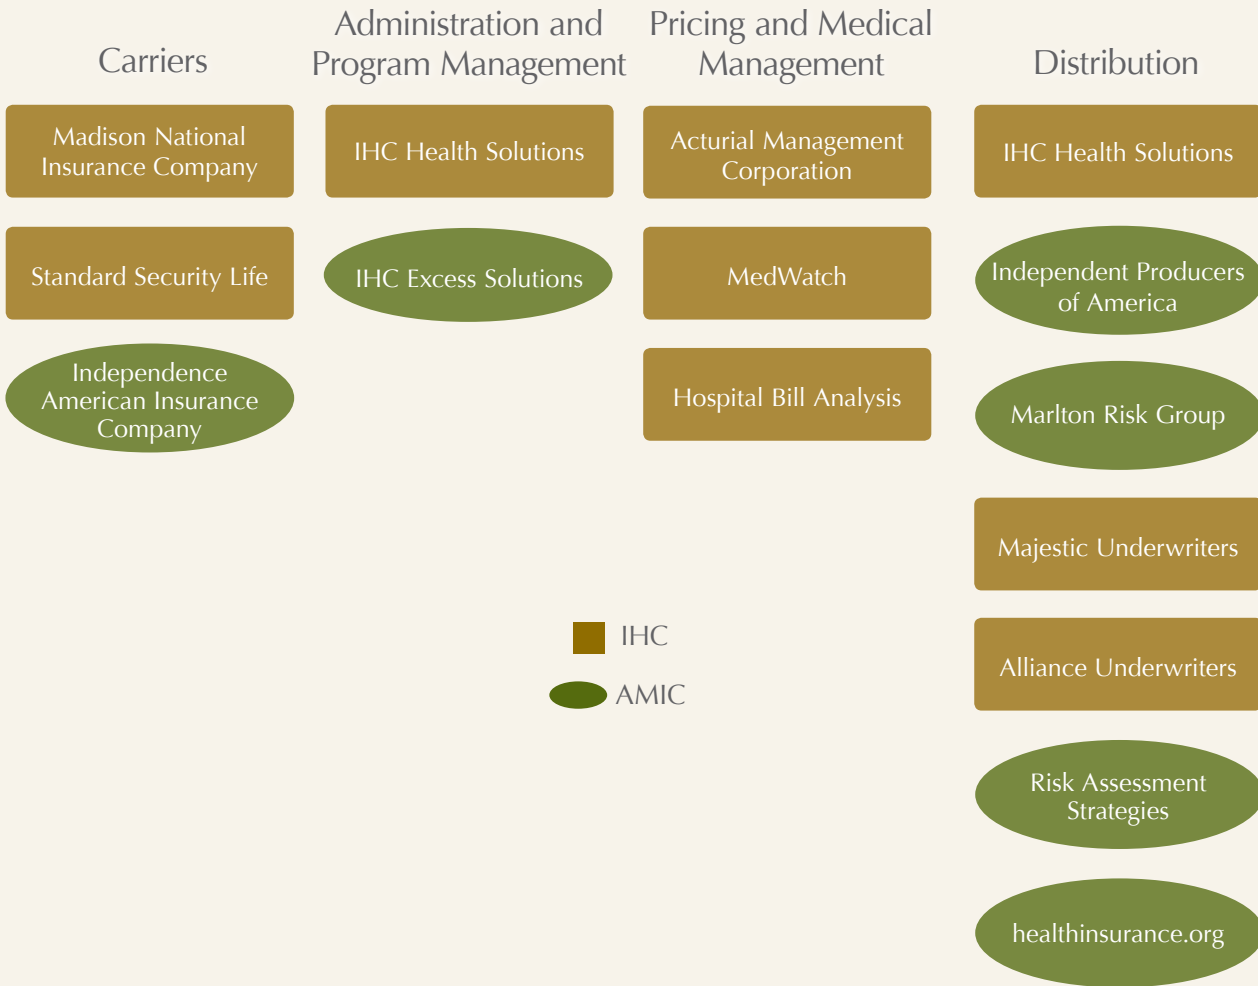 Carriers
Madison National
Insurance Company
Standard Security Life
Independence
American Insurance
Company
Administration and
Program Management
IHC Health Solutions
IHC Excess Solutions
Pricing and Medical
Management
Acturial Management
Corporation
MedWatch
Hospital Bill Analysis
Distribution
IHC Health Solutions
Independent Producers
of America
Marlton Risk Group
Majestic Underwriters
Alliance Underwriters
Risk Assessment
Strategies
healthinsurance.org
IHC
AMIC